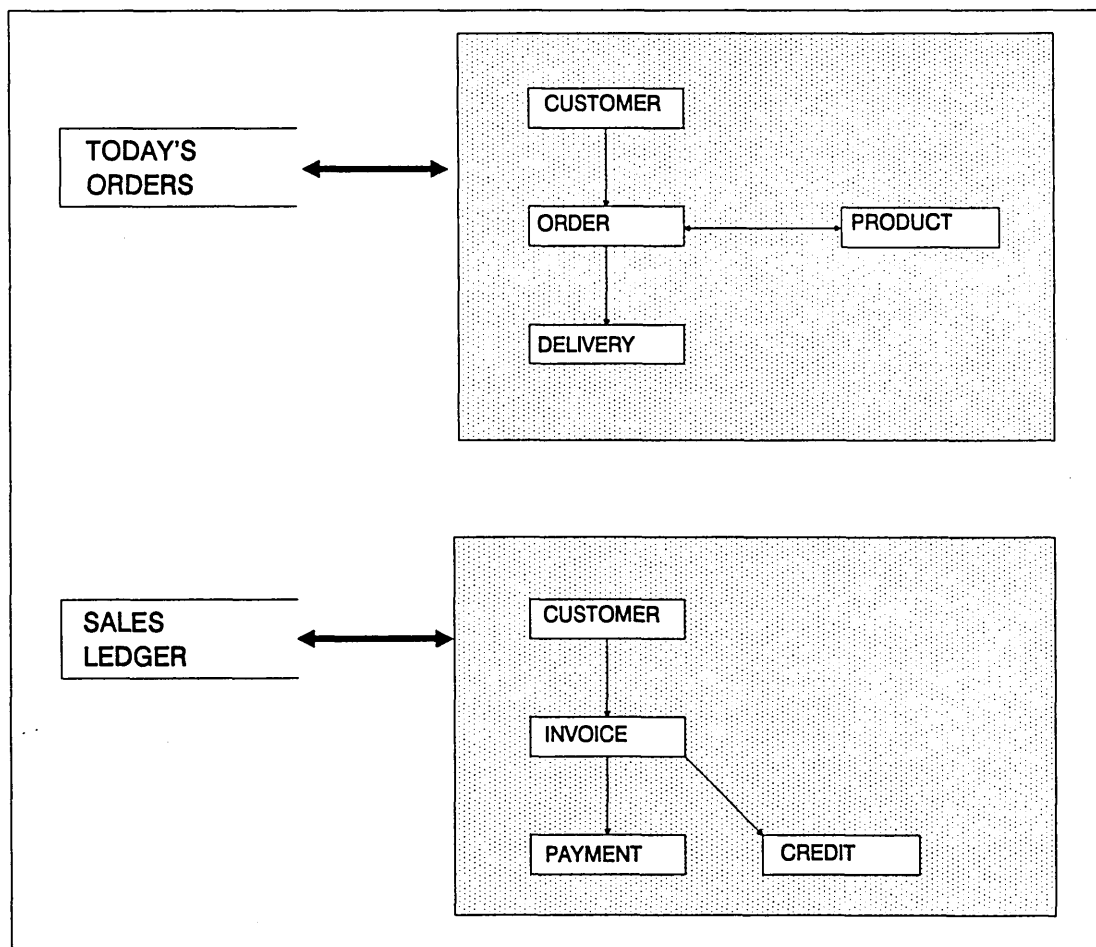 CUSTOMER
TODAY'S
ORDERS
ORDER
PRODUCT
DELIVERY
SALES
LEDGER
CUSTOMER
INVOICE
PAYMENT
CREDIT